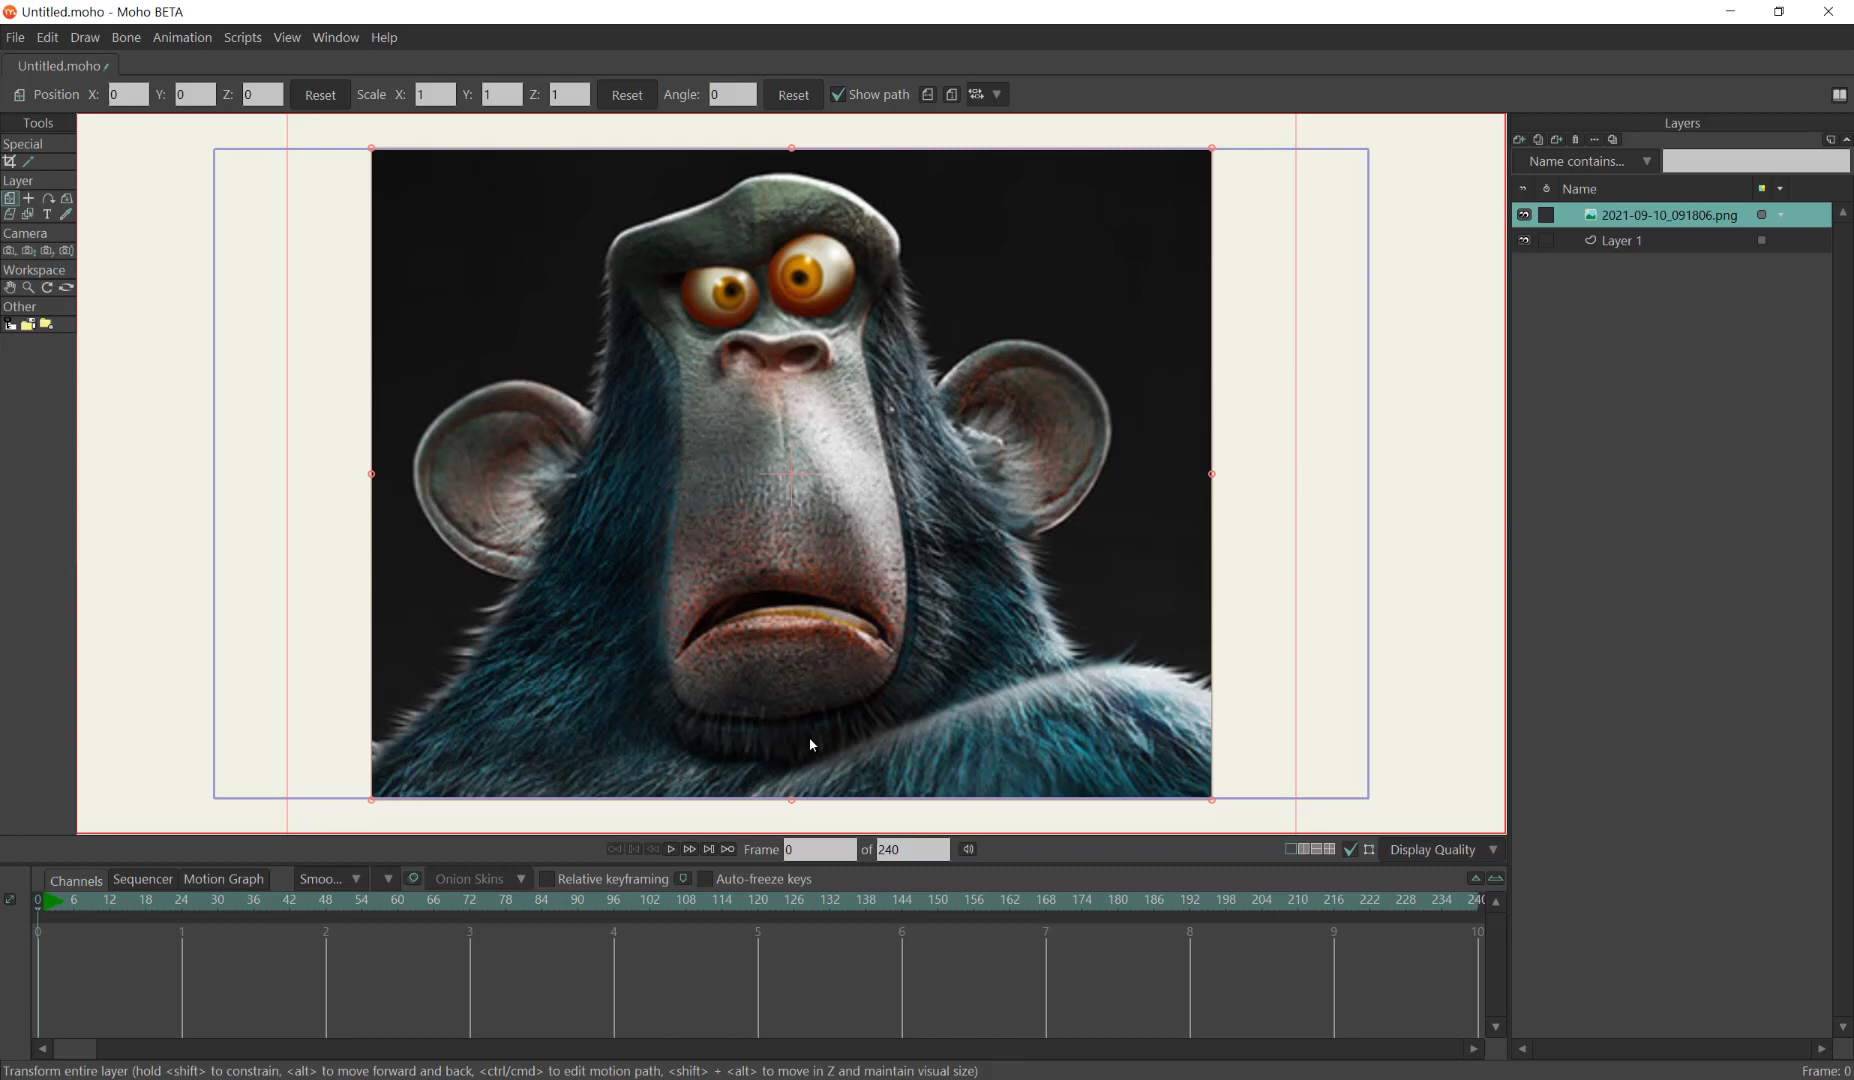 Untitled.moho - Moho BETA
File Edit Draw Bone Animation Scripts View Window Help
Untitled.moho
Position X: 0 Y: 0 Z: 0 Reset Scale X: 1 Y: 1 Z: 1 Reset Angle: 0 Reset Show path
Tools
Special
Layer
T
Camera
Workspace
Other
Layers
Name contains...
Name
2021-09-10_091806.png
Layer 1
Frame 0 of 240
Display Quality
Channels Sequencer Motion Graph Smoo... Onion Skins Relative keyframing Auto-freeze keys
0 6 12 18 24 30 36 42 48 54 60 66 72 78 84 90 96 102 108 114 120 126 132 138 144 150 156 162 168 174 180 186 192 198 204 210 216 222 228 234 240
0 1 2 3 4 5 6 7 8 9 10
Transform entire layer (hold <shift> to constrain, <alt> to move forward and back, <ctrl/cmd> to edit motion path, <shift> + <alt> to move in Z and maintain visual size)
Frame: 0